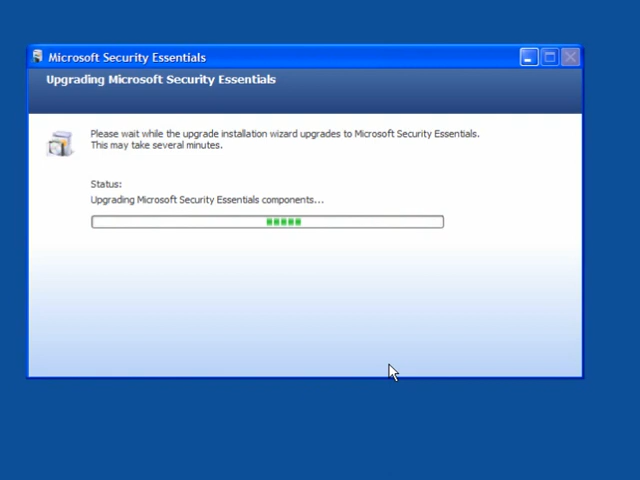 Microsoft Security Essentials
Upgrading Microsoft Security Essentials
Please wait while the upgrade installation wizard upgrades to Microsoft Security Essentials.
This may take several minutes.
Status:
Upgrading Microsoft Security Essentials components...